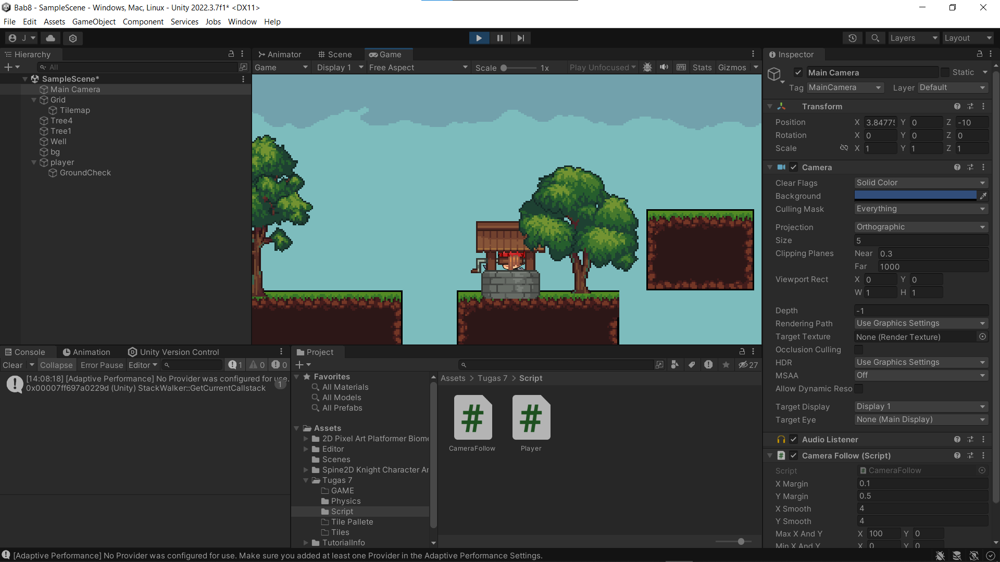 Bab8 - SampleScene - Windows, Mac, Linux - Unity 2022.3.7f1* <DX11>
File Edit Assets GameObject Component Services Jobs Window Help
J
Layers Layout
Hierarchy
All
SampleScene*
Main Camera
Grid
Tilemap
Tree4
Tree1
Well
bg
player
GroundCheck
Animator Scene Game
Game Display 1 Free Aspect Scale 1x Play Unfocused Stats Gizmos
Inspector
Main Camera Static
Tag MainCamera Layer Default
Transform
Position X 3.8477 Y 0 Z -10
Rotation X 0 Y 0 Z 0
Scale X 1 Y 1 Z 1
Camera
Clear Flags Solid Color
Background
Culling Mask Everything
Projection Orthographic
Size 5
Clipping Planes Near 0.3
Far 1000
Viewport Rect X 0 Y 0
W 1 H 1
Depth -1
Rendering Path Use Graphics Settings
Target Texture None (Render Texture)
Occlusion Culling
HDR Use Graphics Settings
MSAA Off
Allow Dynamic Reso
Target Display Display 1
Target Eye None (Main Display)
Audio Listener
Camera Follow (Script)
Script CameraFollow
X Margin 0.1
Y Margin 0.5
X Smooth 4
Y Smooth 4
Max X And Y X 100 Y 0
Min X And Y X 0 Y 0
Console Animation Unity Version Control
Clear Collapse Error Pause Editor 1 0 0
[14:08:18] [Adaptive Performance] No Provider was configured for use.
0x00007ff697a0229d (Unity) StackWalker::GetCurrentCallstack 1
Project
27
Favorites
All Materials
All Models
All Prefabs
Assets
2D Pixel Art Platformer Biome
Editor
Scenes
Spine2D Knight Character Ar
Tugas 7
GAME
Physics
Script
Tile Pallete
Tiles
TutorialInfo
Assets > Tugas 7 > Script
CameraFollow Player
[Adaptive Performance] No Provider was configured for use. Make sure you added at least one Provider in the Adaptive Performance Settings.